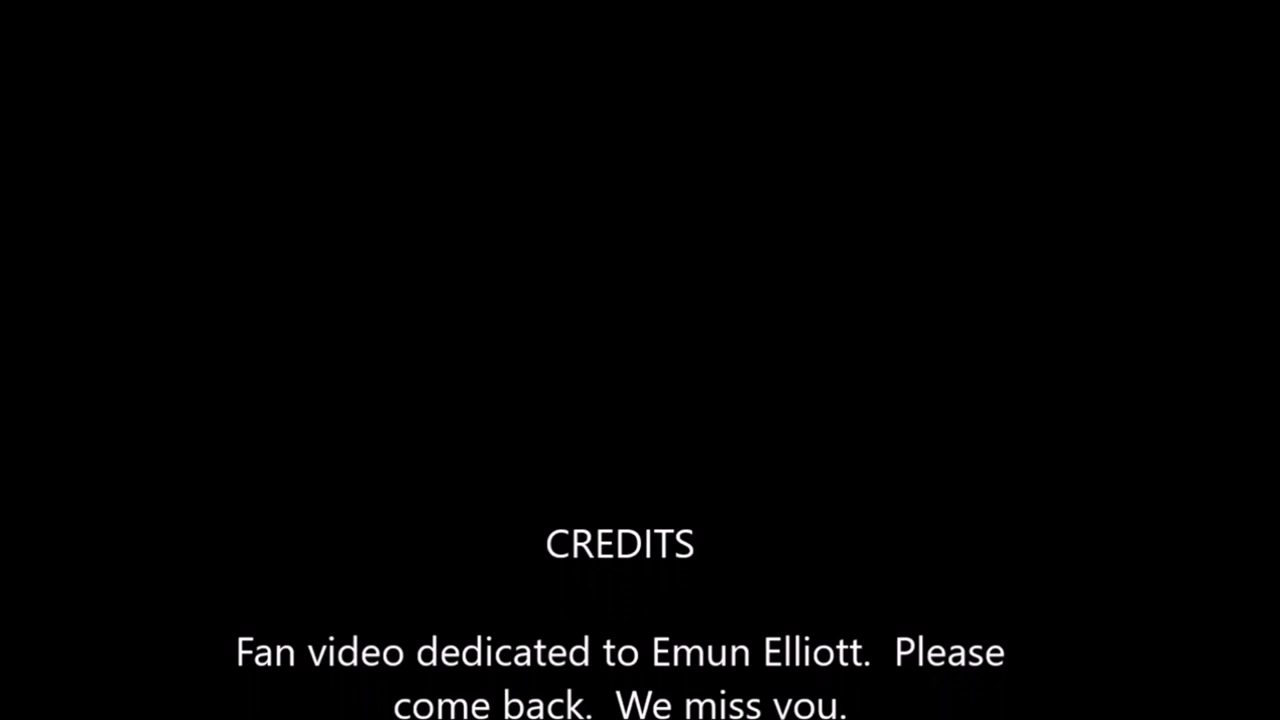 CREDITS
Fan video dedicated to Emun Elliott.  Please
come back.  We miss you.